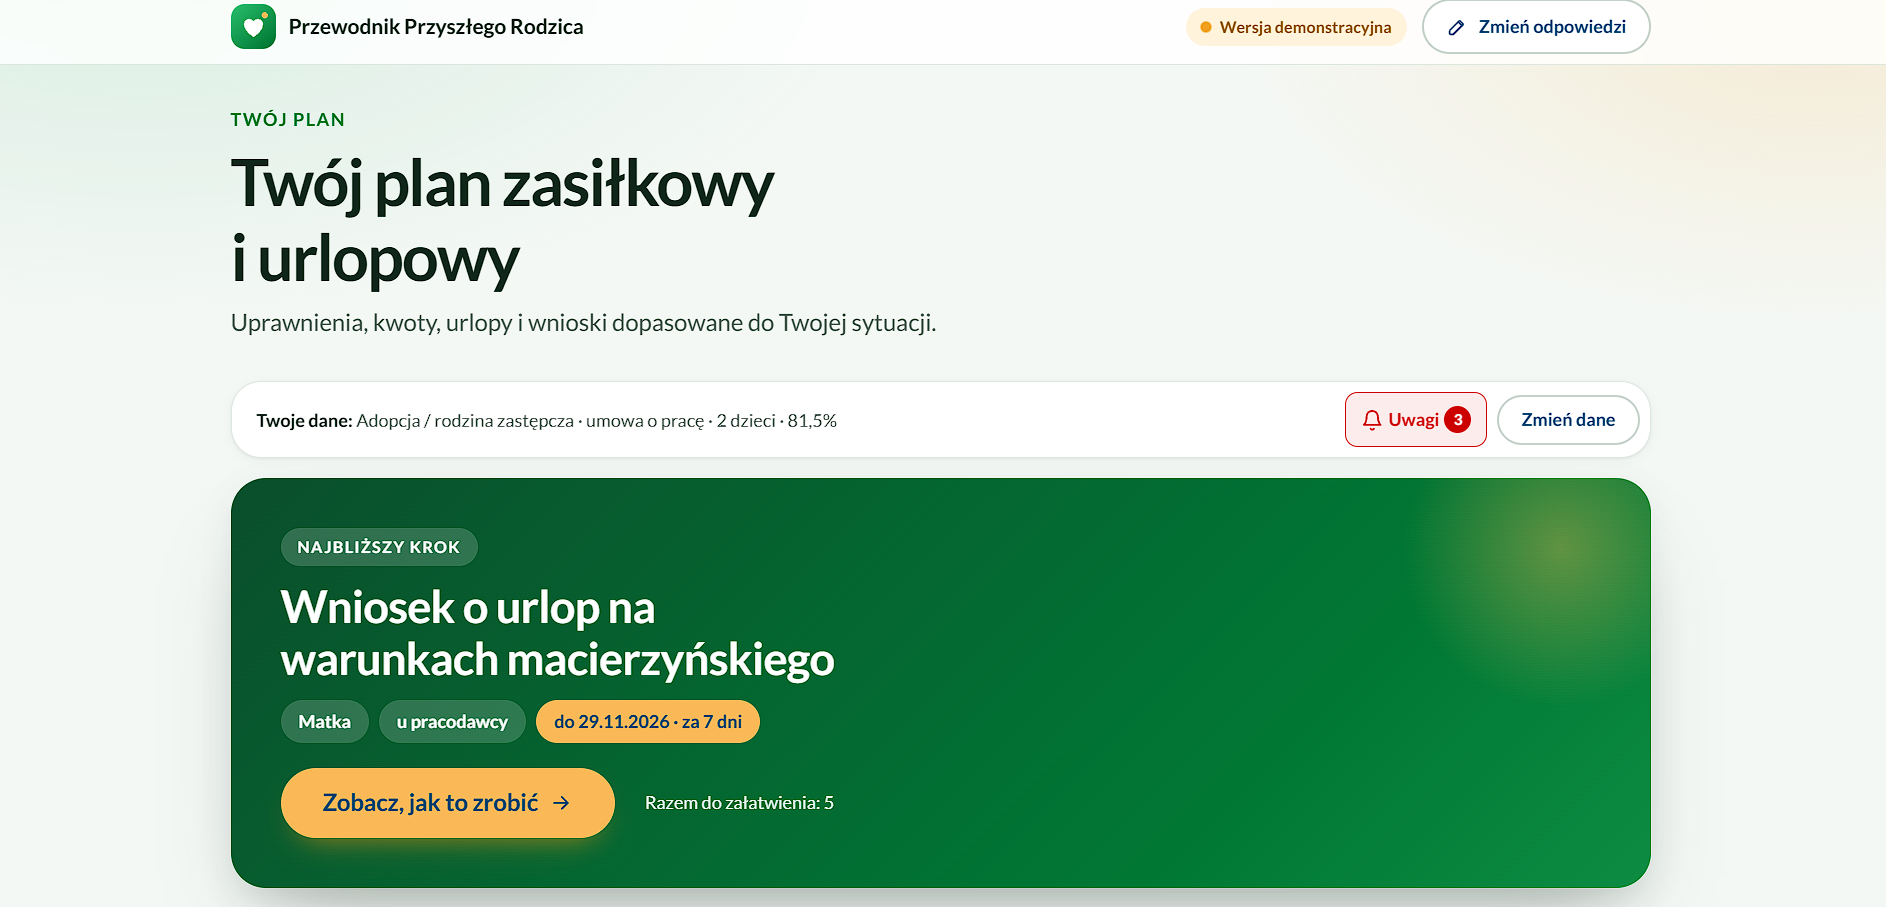 Przewodnik Przyszłego Rodzica
Wersja demonstracyjna
Zmień odpowiedzi
TWÓJ PLAN
Twój plan zasiłkowy
i urlopowy
Uprawnienia, kwoty, urlopy i wnioski dopasowane do Twojej sytuacji.
Twoje dane: Adopcja / rodzina zastępcza · umowa o pracę · 2 dzieci · 81,5%
Uwagi 3
Zmień dane
NAJBLIŻSZY KROK
Wniosek o urlop na
warunkach macierzyńskiego
Matka
u pracodawcy
do 29.11.2026 · za 7 dni
Zobacz, jak to zrobić →
Razem do załatwienia: 5